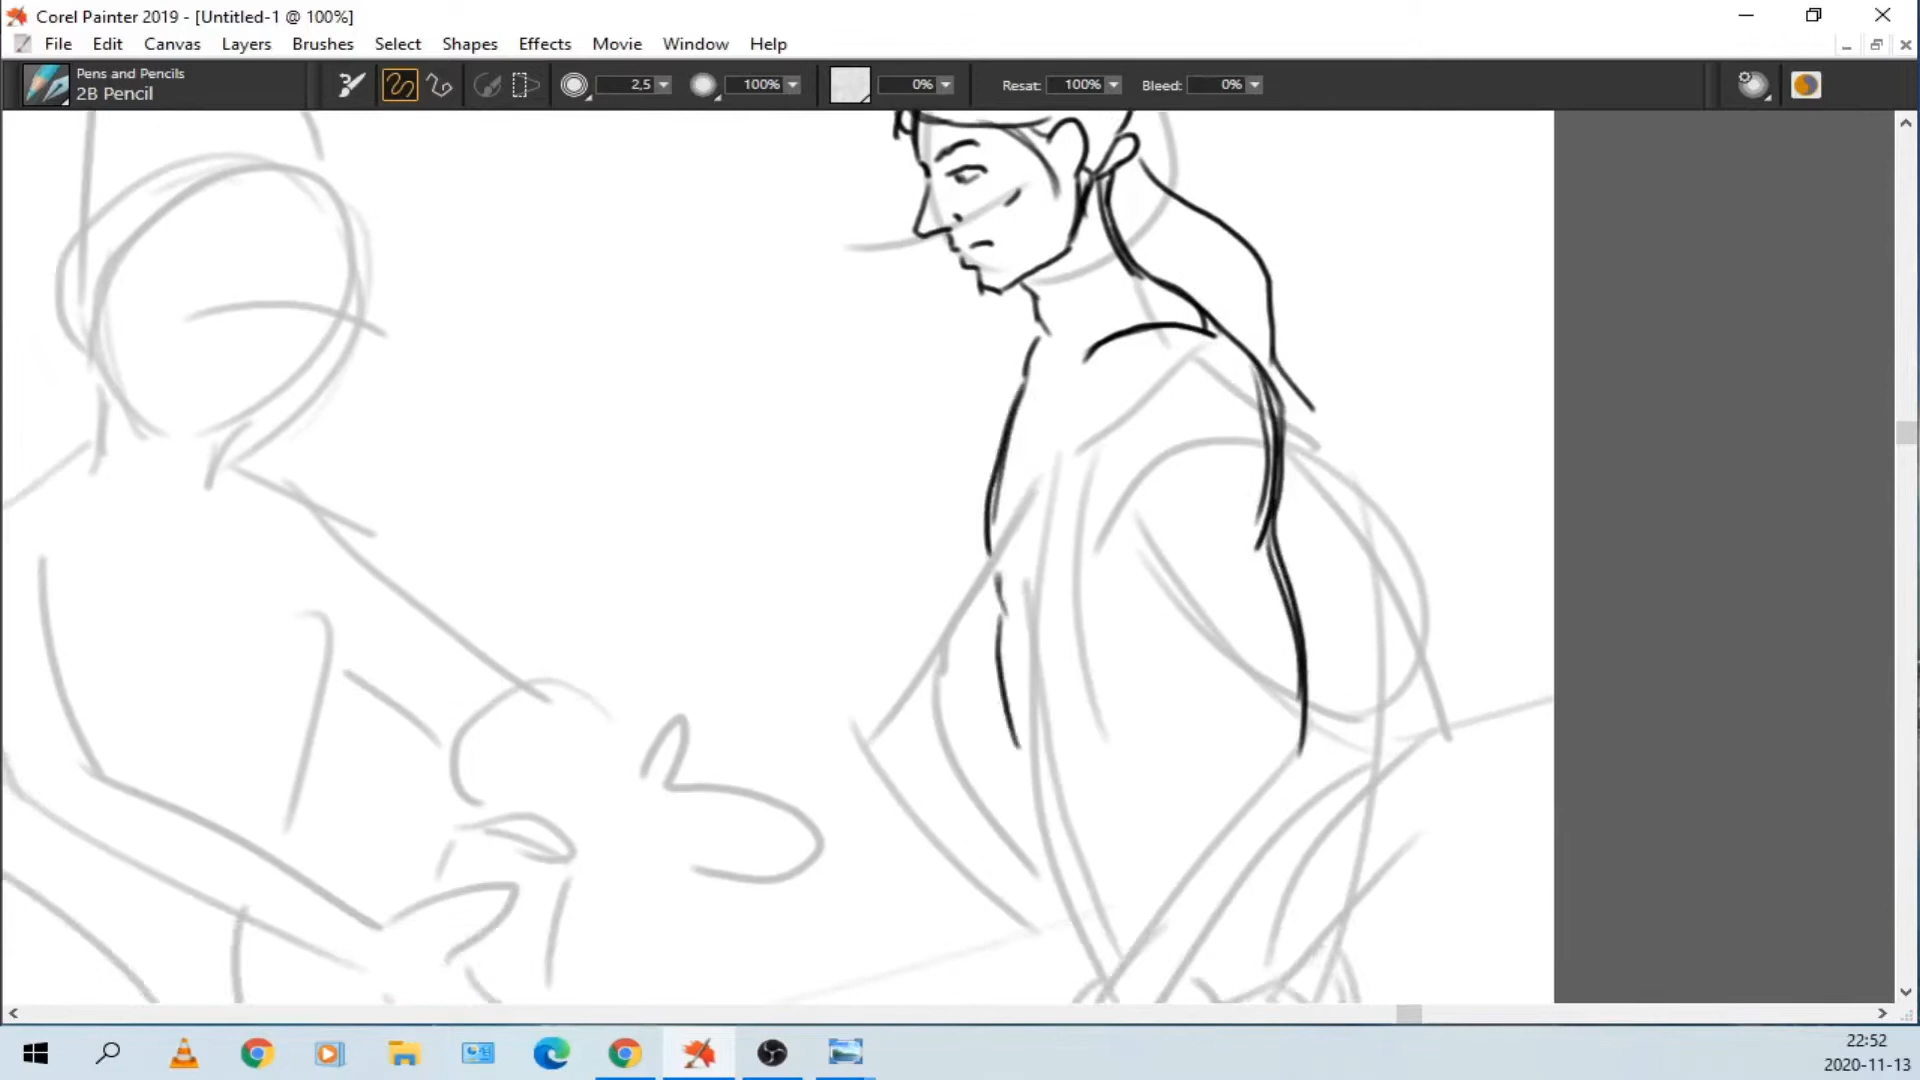 Corel Painter 2019 - [Untitled-1 @ 100%]
File Edit Canvas Layers Brushes Select Shapes Effects Movie Window Help
Pens and Pencils
2B Pencil
2,5 100% 0% Resat: 100% Bleed: 0%
22:52
2020-11-13